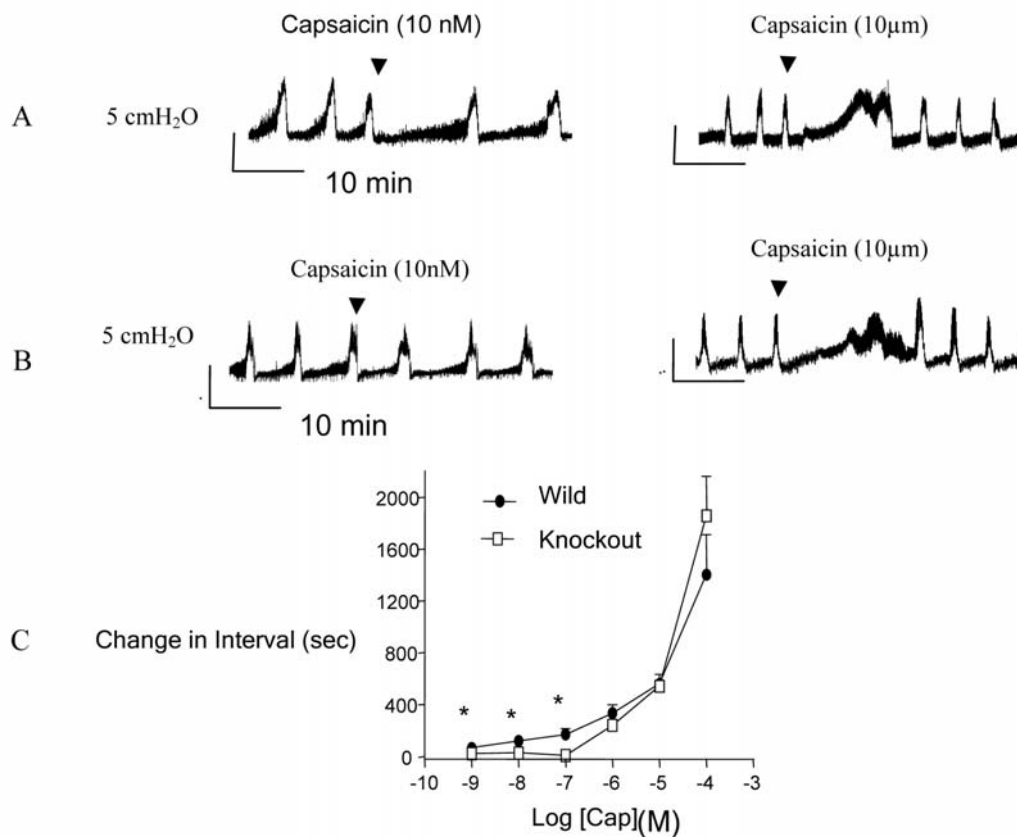 Capsaicin (10 nM)
Capsaicin (10µm)
A
5 cmH₂O
10 min
Capsaicin (10nM)
Capsaicin (10µm)
B
5 cmH₂O
10 min
C
Change in Interval (sec)
2000
1600
1200
800
400
0
Wild
Knockout
* * *
-10 -9 -8 -7 -6 -5 -4 -3
Log [Cap](M)